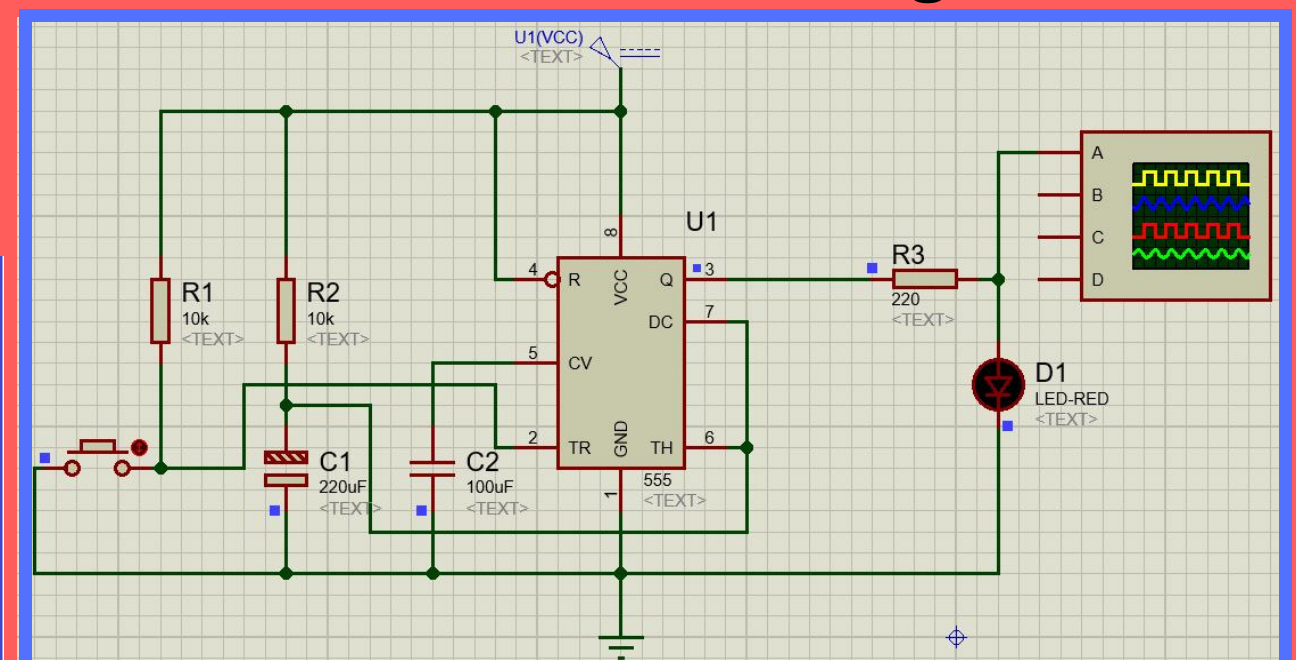 U1(VCC)
<TEXT>
U1
R1
10k
<TEXT>
R2
10k
<TEXT>
8
4
R
VCC
Q
3
DC
7
5
CV
2
TR
GND
TH
6
1
555
<TEXT>
R3
220
<TEXT>
A
B
C
D
D1
LED-RED
<TEXT>
C1
220uF
<TEXT>
C2
100uF
<TEXT>